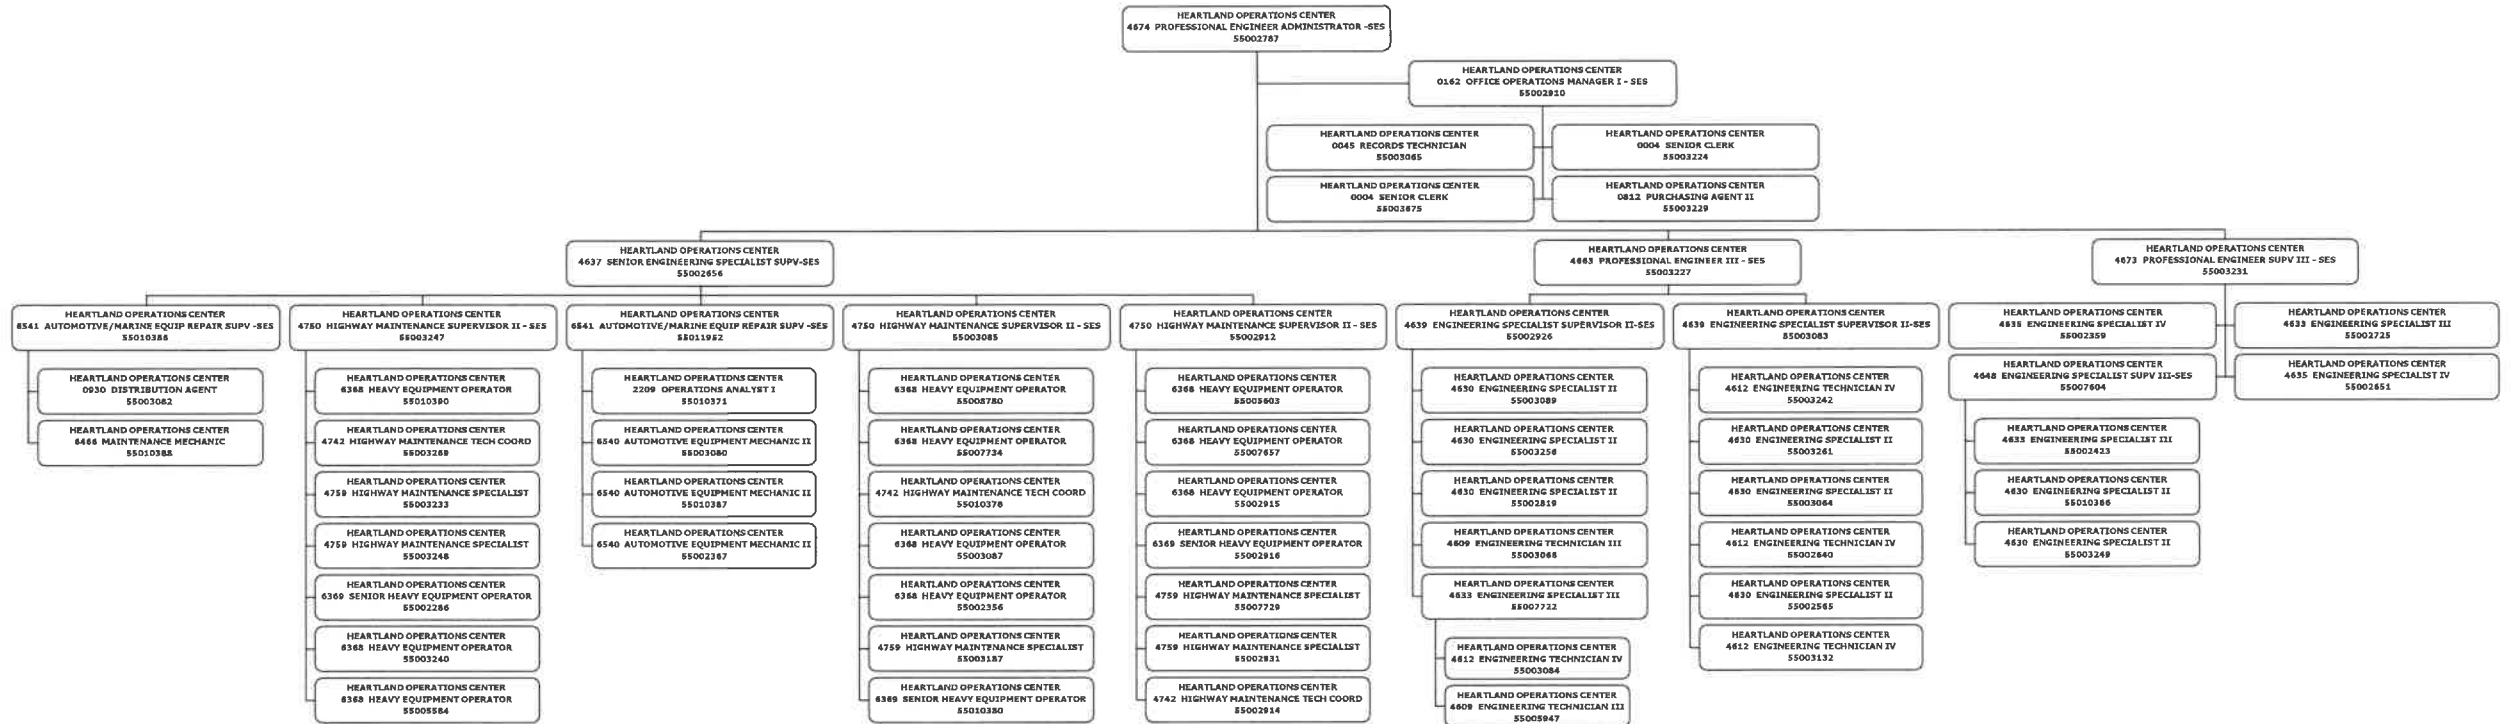 HEARTLAND OPERATIONS CENTER
4674 PROFESSIONAL ENGINEER ADMINISTRATOR -SES
55002787
HEARTLAND OPERATIONS CENTER
0162 OFFICE OPERATIONS MANAGER I - SES
55002910
HEARTLAND OPERATIONS CENTER
0045 RECORDS TECHNICIAN
55003065
HEARTLAND OPERATIONS CENTER
0004 SENIOR CLERK
55003224
HEARTLAND OPERATIONS CENTER
0004 SENIOR CLERK
55003675
HEARTLAND OPERATIONS CENTER
0812 PURCHASING AGENT II
55003229
HEARTLAND OPERATIONS CENTER
4637 SENIOR ENGINEERING SPECIALIST SUPV-SES
55002656
HEARTLAND OPERATIONS CENTER
4663 PROFESSIONAL ENGINEER III - SES
55003227
HEARTLAND OPERATIONS CENTER
4673 PROFESSIONAL ENGINEER SUPV III - SES
55003231
HEARTLAND OPERATIONS CENTER
6541 AUTOMOTIVE/MARINE EQUIP REPAIR SUPV -SES
55010386
HEARTLAND OPERATIONS CENTER
0930 DISTRIBUTION AGENT
55003082
HEARTLAND OPERATIONS CENTER
6466 MAINTENANCE MECHANIC
55010388
HEARTLAND OPERATIONS CENTER
4750 HIGHWAY MAINTENANCE SUPERVISOR II - SES
55003247
HEARTLAND OPERATIONS CENTER
6368 HEAVY EQUIPMENT OPERATOR
55010390
HEARTLAND OPERATIONS CENTER
4742 HIGHWAY MAINTENANCE TECH COORD
55003269
HEARTLAND OPERATIONS CENTER
4759 HIGHWAY MAINTENANCE SPECIALIST
55003233
HEARTLAND OPERATIONS CENTER
4759 HIGHWAY MAINTENANCE SPECIALIST
55003248
HEARTLAND OPERATIONS CENTER
6369 SENIOR HEAVY EQUIPMENT OPERATOR
55002286
HEARTLAND OPERATIONS CENTER
6368 HEAVY EQUIPMENT OPERATOR
55003240
HEARTLAND OPERATIONS CENTER
6368 HEAVY EQUIPMENT OPERATOR
55005584
HEARTLAND OPERATIONS CENTER
6541 AUTOMOTIVE/MARINE EQUIP REPAIR SUPV -SES
55011952
HEARTLAND OPERATIONS CENTER
2209 OPERATIONS ANALYST I
55010371
HEARTLAND OPERATIONS CENTER
6540 AUTOMOTIVE EQUIPMENT MECHANIC II
55003080
HEARTLAND OPERATIONS CENTER
6540 AUTOMOTIVE EQUIPMENT MECHANIC II
55010387
HEARTLAND OPERATIONS CENTER
6540 AUTOMOTIVE EQUIPMENT MECHANIC II
55002367
HEARTLAND OPERATIONS CENTER
4750 HIGHWAY MAINTENANCE SUPERVISOR II - SES
55003085
HEARTLAND OPERATIONS CENTER
6368 HEAVY EQUIPMENT OPERATOR
55008780
HEARTLAND OPERATIONS CENTER
6368 HEAVY EQUIPMENT OPERATOR
55007734
HEARTLAND OPERATIONS CENTER
4742 HIGHWAY MAINTENANCE TECH COORD
55010378
HEARTLAND OPERATIONS CENTER
6368 HEAVY EQUIPMENT OPERATOR
55003087
HEARTLAND OPERATIONS CENTER
6368 HEAVY EQUIPMENT OPERATOR
55002356
HEARTLAND OPERATIONS CENTER
4759 HIGHWAY MAINTENANCE SPECIALIST
55003187
HEARTLAND OPERATIONS CENTER
6369 SENIOR HEAVY EQUIPMENT OPERATOR
55010380
HEARTLAND OPERATIONS CENTER
4750 HIGHWAY MAINTENANCE SUPERVISOR II - SES
55002912
HEARTLAND OPERATIONS CENTER
6368 HEAVY EQUIPMENT OPERATOR
55005603
HEARTLAND OPERATIONS CENTER
6368 HEAVY EQUIPMENT OPERATOR
55007657
HEARTLAND OPERATIONS CENTER
6368 HEAVY EQUIPMENT OPERATOR
55002915
HEARTLAND OPERATIONS CENTER
6369 SENIOR HEAVY EQUIPMENT OPERATOR
55002916
HEARTLAND OPERATIONS CENTER
4759 HIGHWAY MAINTENANCE SPECIALIST
55007729
HEARTLAND OPERATIONS CENTER
4759 HIGHWAY MAINTENANCE SPECIALIST
55002931
HEARTLAND OPERATIONS CENTER
4742 HIGHWAY MAINTENANCE TECH COORD
55002914
HEARTLAND OPERATIONS CENTER
4639 ENGINEERING SPECIALIST SUPERVISOR II-SES
55002926
HEARTLAND OPERATIONS CENTER
4630 ENGINEERING SPECIALIST II
55003089
HEARTLAND OPERATIONS CENTER
4630 ENGINEERING SPECIALIST II
55003256
HEARTLAND OPERATIONS CENTER
4630 ENGINEERING SPECIALIST II
55002819
HEARTLAND OPERATIONS CENTER
4609 ENGINEERING TECHNICIAN III
55003068
HEARTLAND OPERATIONS CENTER
4633 ENGINEERING SPECIALIST III
55007722
HEARTLAND OPERATIONS CENTER
4612 ENGINEERING TECHNICIAN IV
55003084
HEARTLAND OPERATIONS CENTER
4609 ENGINEERING TECHNICIAN III
55005947
HEARTLAND OPERATIONS CENTER
4639 ENGINEERING SPECIALIST SUPERVISOR II-SES
55003083
HEARTLAND OPERATIONS CENTER
4612 ENGINEERING TECHNICIAN IV
55003242
HEARTLAND OPERATIONS CENTER
4630 ENGINEERING SPECIALIST II
55003261
HEARTLAND OPERATIONS CENTER
4630 ENGINEERING SPECIALIST II
55003064
HEARTLAND OPERATIONS CENTER
4612 ENGINEERING TECHNICIAN IV
55002640
HEARTLAND OPERATIONS CENTER
4630 ENGINEERING SPECIALIST II
55002565
HEARTLAND OPERATIONS CENTER
4612 ENGINEERING TECHNICIAN IV
55003132
HEARTLAND OPERATIONS CENTER
4635 ENGINEERING SPECIALIST IV
55002359
HEARTLAND OPERATIONS CENTER
4633 ENGINEERING SPECIALIST III
55002725
HEARTLAND OPERATIONS CENTER
4648 ENGINEERING SPECIALIST SUPV III-SES
55007604
HEARTLAND OPERATIONS CENTER
4635 ENGINEERING SPECIALIST IV
55002651
HEARTLAND OPERATIONS CENTER
4633 ENGINEERING SPECIALIST III
55002423
HEARTLAND OPERATIONS CENTER
4630 ENGINEERING SPECIALIST II
55010366
HEARTLAND OPERATIONS CENTER
4630 ENGINEERING SPECIALIST II
55003249